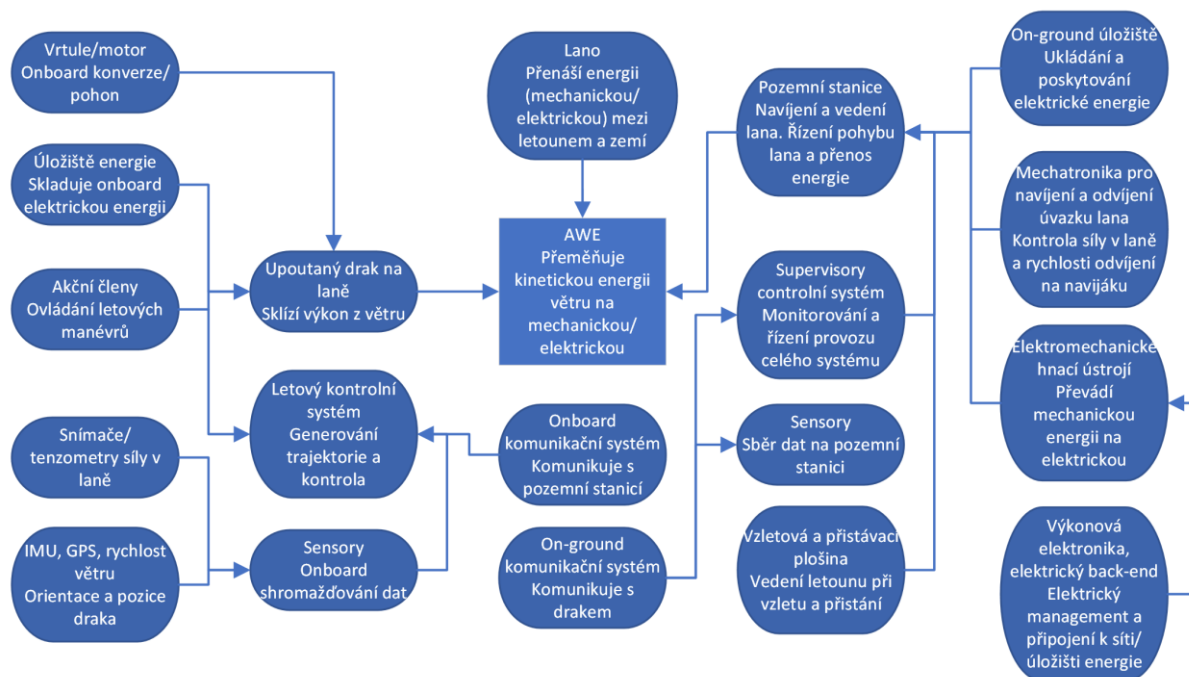 Vrtule/motor
Onboard konverze/
pohon
Úložiště energie
Skladuje onboard
elektrickou energii
Akční členy
Ovládání letových
manévrů
Snímače/
tenzometry síly v
laně
IMU, GPS, rychlost
větru
Orientace a pozice
draka
Upoutaný drak na
laně
Sklízí výkon z větru
Letový kontrolní
systém
Generování
trajektorie a
kontrola
Sensory
Onboard
shromažďování dat
Lano
Přenáší energii
(mechanickou/
elektrickou) mezi
letounem a zemí
AWE
Přeměňuje
kinetickou energii
větru na
mechanickou/
elektrickou
Onboard
komunikační systém
Komunikuje s
pozemní stanicí
On-ground
komunikační systém
Komunikuje s
drakem
Pozemní stanice
Navíjení a vedení
lana. Řízení pohybu
lana a přenos
energie
Supervisory
controlní systém
Monitorování a
řízení provozu
celého systému
Sensory
Sběr dat na pozemní
stanici
Vzletová a přistávací
plošina
Vedení letounu při
vzletu a přistání
On-ground úložiště
Ukládání a
poskytování
elektrické energie
Mechatronika pro
navíjení a odvíjení
úvazku lana
Kontrola síly v laně
a rychlosti odvíjení
na navijáku
Elektromechanické
hnací ústrojí
Převádí
mechanickou
energii na
elektrickou
Výkonová
elektronika,
elektrický back-end
Elektrický
management a
připojení k síti/
úložišti energie